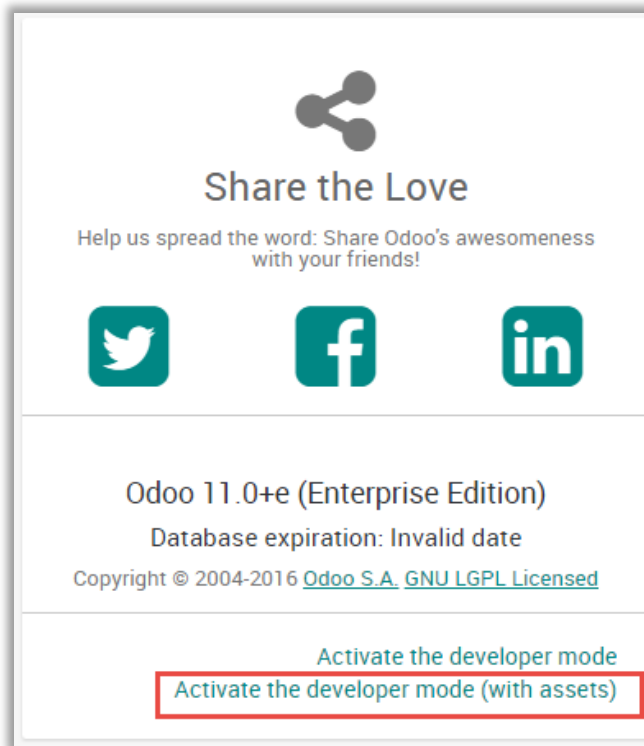 Share the Love
Help us spread the word: Share Odoo's awesomeness
with your friends!
in
Odoo 11.0+e (Enterprise Edition)
Database expiration: Invalid date
Copyright © 2004-2016 Odoo S.A. GNU LGPL Licensed
Activate the developer mode
Activate the developer mode (with assets)